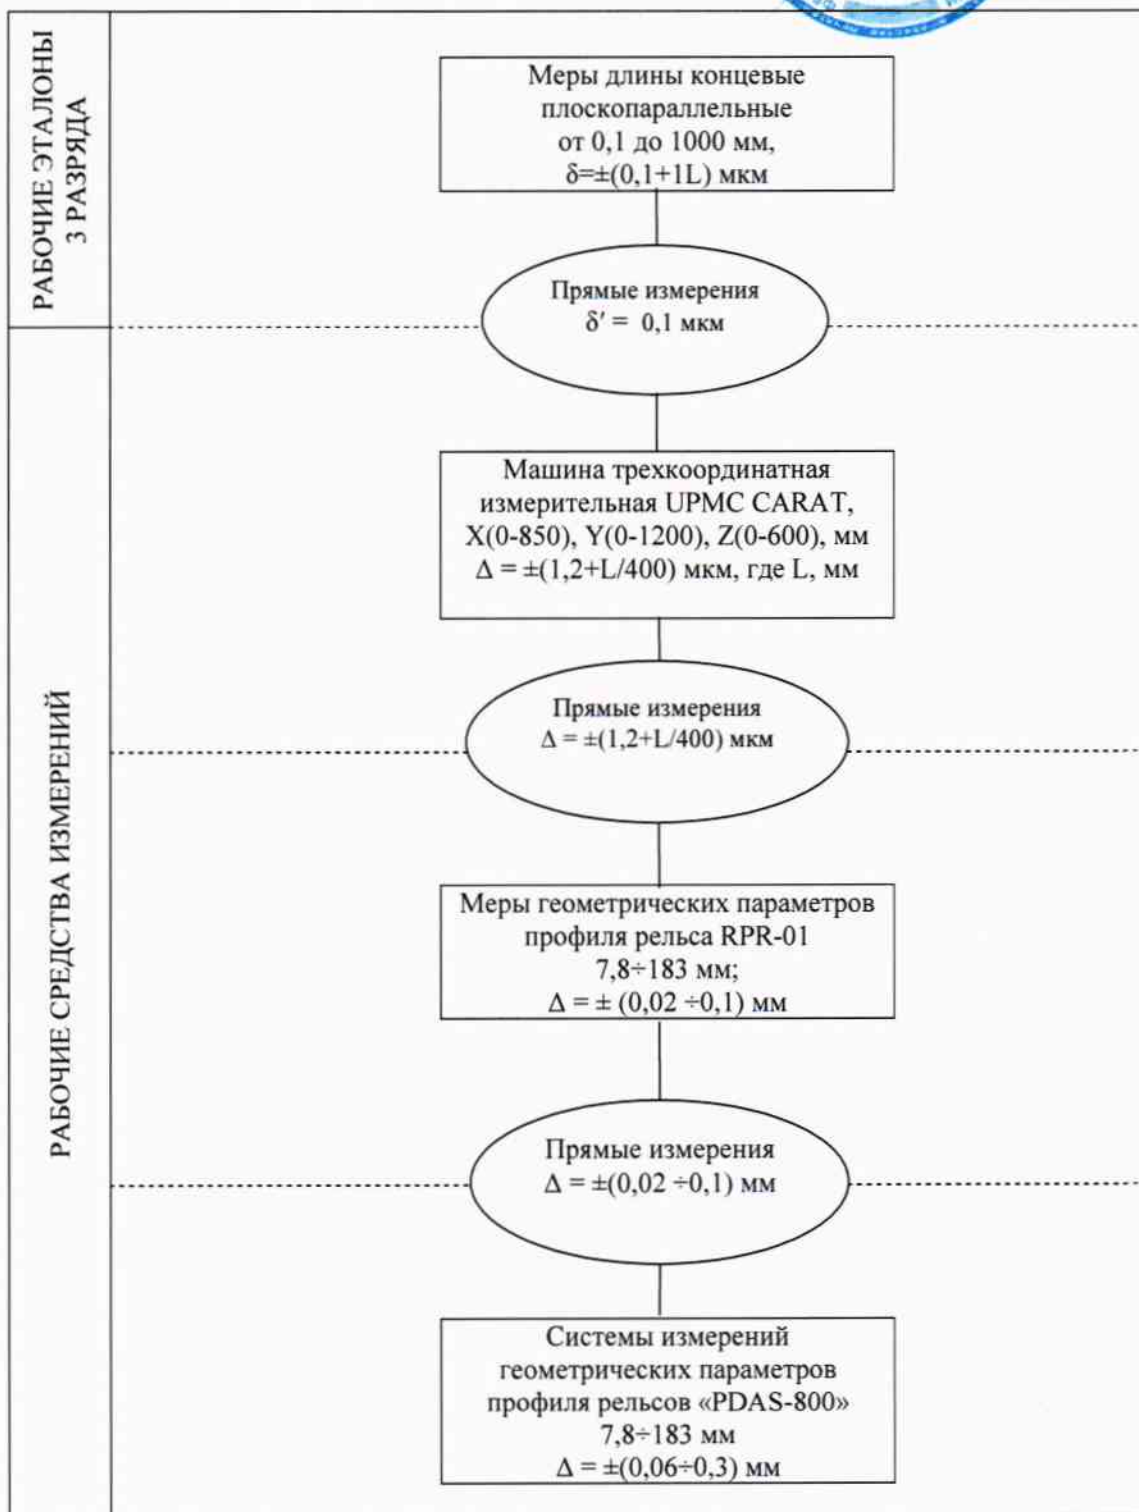 РАБОЧИЕ ЭТАЛОНЫ
3 РАЗРЯДА
Меры длины концевые
плоскопараллельные
от 0,1 до 1000 мм,
δ=±(0,1+1L) мкм
Прямые измерения
δ′ = 0,1 мкм
РАБОЧИЕ СРЕДСТВА ИЗМЕРЕНИЙ
Машина трехкоординатная
измерительная UPMC CARAT,
X(0-850), Y(0-1200), Z(0-600), мм
Δ = ±(1,2+L/400) мкм, где L, мм
Прямые измерения
Δ = ±(1,2+L/400) мкм
Меры геометрических параметров
профиля рельса RPR-01
7,8÷183 мм;
Δ = ± (0,02 ÷0,1) мм
Прямые измерения
Δ = ±(0,02 ÷0,1) мм
Системы измерений
геометрических параметров
профиля рельсов «PDAS-800»
7,8÷183 мм
Δ = ±(0,06÷0,3) мм